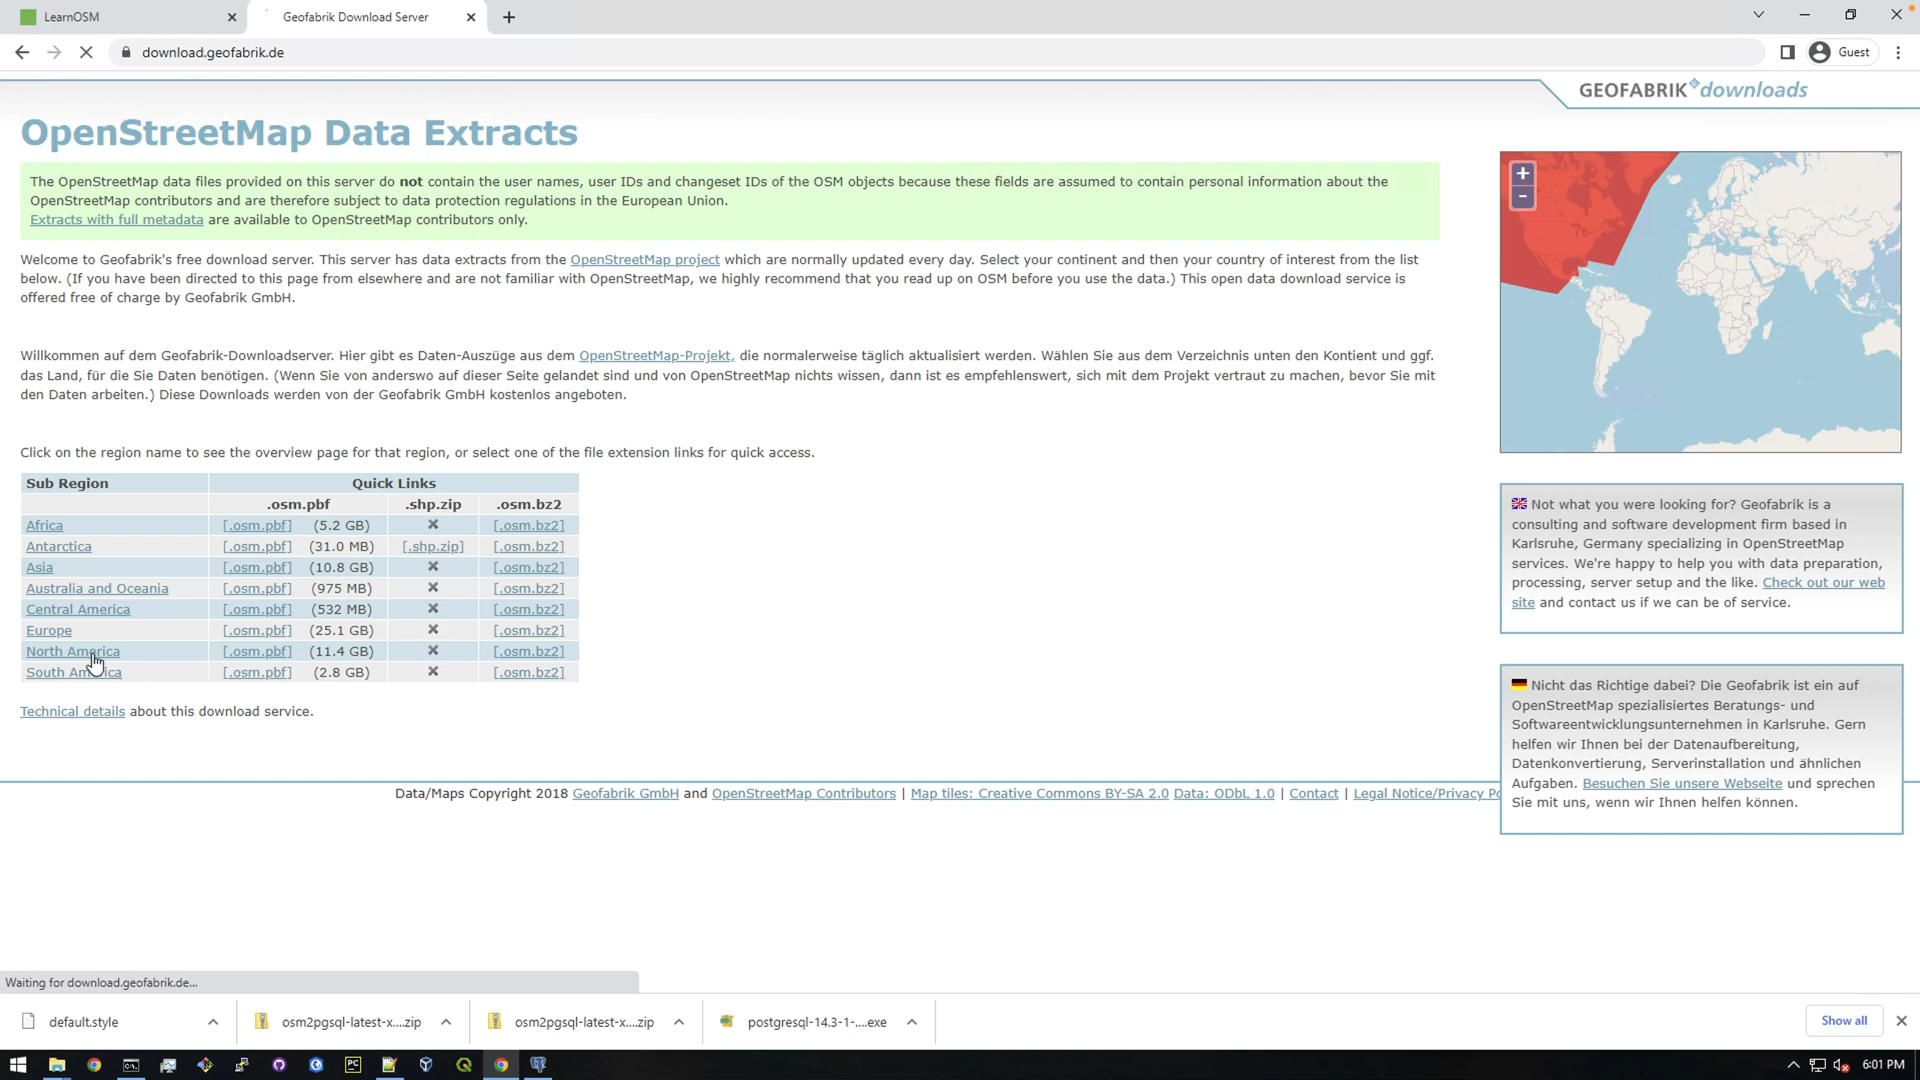 LearnOSM
Geofabrik Download Server
download.geofabrik.de
Guest
GEOFABRIK downloads
OpenStreetMap Data Extracts
The OpenStreetMap data files provided on this server do not contain the user names, user IDs and changeset IDs of the OSM objects because these fields are assumed to contain personal information about the
OpenStreetMap contributors and are therefore subject to data protection regulations in the European Union.
Extracts with full metadata are available to OpenStreetMap contributors only.
Welcome to Geofabrik's free download server. This server has data extracts from the OpenStreetMap project which are normally updated every day. Select your continent and then your country of interest from the list
below. (If you have been directed to this page from elsewhere and are not familiar with OpenStreetMap, we highly recommend that you read up on OSM before you use the data.) This open data download service is
offered free of charge by Geofabrik GmbH.
Willkommen auf dem Geofabrik-Downloadserver. Hier gibt es Daten-Auszüge aus dem OpenStreetMap-Projekt, die normalerweise täglich aktualisiert werden. Wählen Sie aus dem Verzeichnis unten den Kontient und ggf.
das Land, für die Sie Daten benötigen. (Wenn Sie von anderswo auf dieser Seite gelandet sind und von OpenStreetMap nichts wissen, dann ist es empfehlenswert, sich mit dem Projekt vertraut zu machen, bevor Sie mit
den Daten arbeiten.) Diese Downloads werden von der Geofabrik GmbH kostenlos angeboten.
Click on the region name to see the overview page for that region, or select one of the file extension links for quick access.
Sub Region Quick Links
.osm.pbf .shp.zip .osm.bz2
Africa [.osm.pbf] (5.2 GB) ✖ [.osm.bz2]
Antarctica [.osm.pbf] (31.0 MB) [.shp.zip] [.osm.bz2]
Asia [.osm.pbf] (10.8 GB) ✖ [.osm.bz2]
Australia and Oceania [.osm.pbf] (975 MB) ✖ [.osm.bz2]
Central America [.osm.pbf] (532 MB) ✖ [.osm.bz2]
Europe [.osm.pbf] (25.1 GB) ✖ [.osm.bz2]
North America [.osm.pbf] (11.4 GB) ✖ [.osm.bz2]
South America [.osm.pbf] (2.8 GB) ✖ [.osm.bz2]
Technical details about this download service.
Not what you were looking for? Geofabrik is a
consulting and software development firm based in
Karlsruhe, Germany specializing in OpenStreetMap
services. We're happy to help you with data preparation,
processing, server setup and the like. Check out our web
site and contact us if we can be of service.
Nicht das Richtige dabei? Die Geofabrik ist ein auf
OpenStreetMap spezialisiertes Beratungs- und
Softwareentwicklungsunternehmen in Karlsruhe. Gern
helfen wir Ihnen bei der Datenaufbereitung,
Datenkonvertierung, Serverinstallation und ähnlichen
Aufgaben. Besuchen Sie unsere Webseite und sprechen
Sie mit uns, wenn wir Ihnen helfen können.
Data/Maps Copyright 2018 Geofabrik GmbH and OpenStreetMap Contributors | Map tiles: Creative Commons BY-SA 2.0 Data: ODbL 1.0 | Contact | Legal Notice/Privacy Po
Waiting for download.geofabrik.de...
default.style
osm2pgsql-latest-x....zip
osm2pgsql-latest-x....zip
postgresql-14.3-1-....exe
Show all
PC
6:01 PM